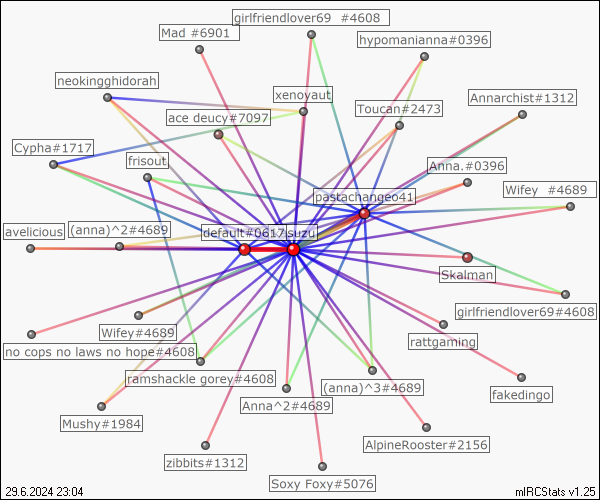 girlfriendlover69 #4608
Mad #6901
hypomanianna#0396
neokingghidorah
xenovaut
Annarchist#1312
Toucan#2473
ace deucy#7097
Cypha#1717
frisout
Anna.#0396
Wifey #4689
pastachangeo41
avelicious
(anna)^2#4689
default#0617
suzu
Skalman
girlfriendlover69#4608
Wifey#4689
rattgaming
no cops no laws no hope#4608
ramshackle gorey#4608
(anna)^3#4689
fakedingo
Anna^2#4689
Mushy#1984
AlpineRooster#2156
zibbits#1312
Soxy Foxy#5076
29.6.2024 23:04
mIRCStats v1.25